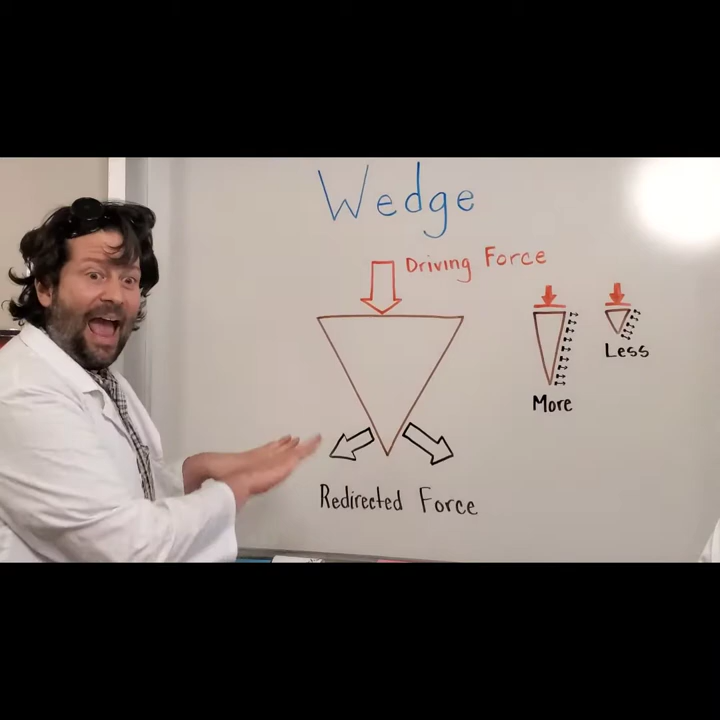 Wedge
Driving Force
Less
More
Redirected Force